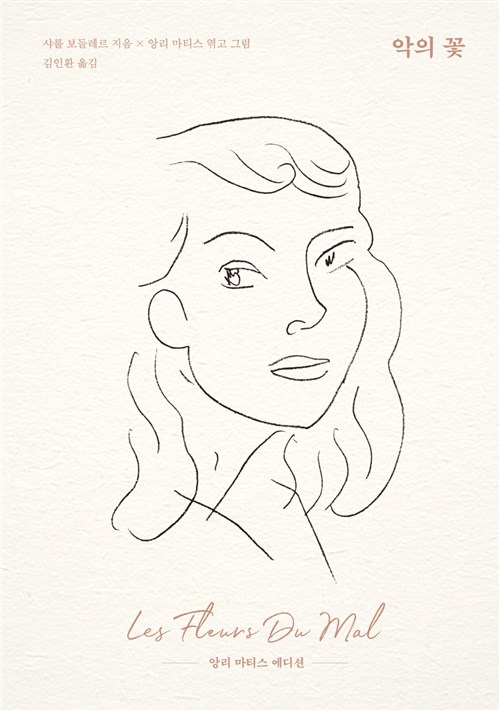 샤를 보들레르 지음 × 앙리 마티스 엮고 그림
김인환 옮김
악의 꽃
Les Fleurs Du Mal
앙리 마티스 에디션